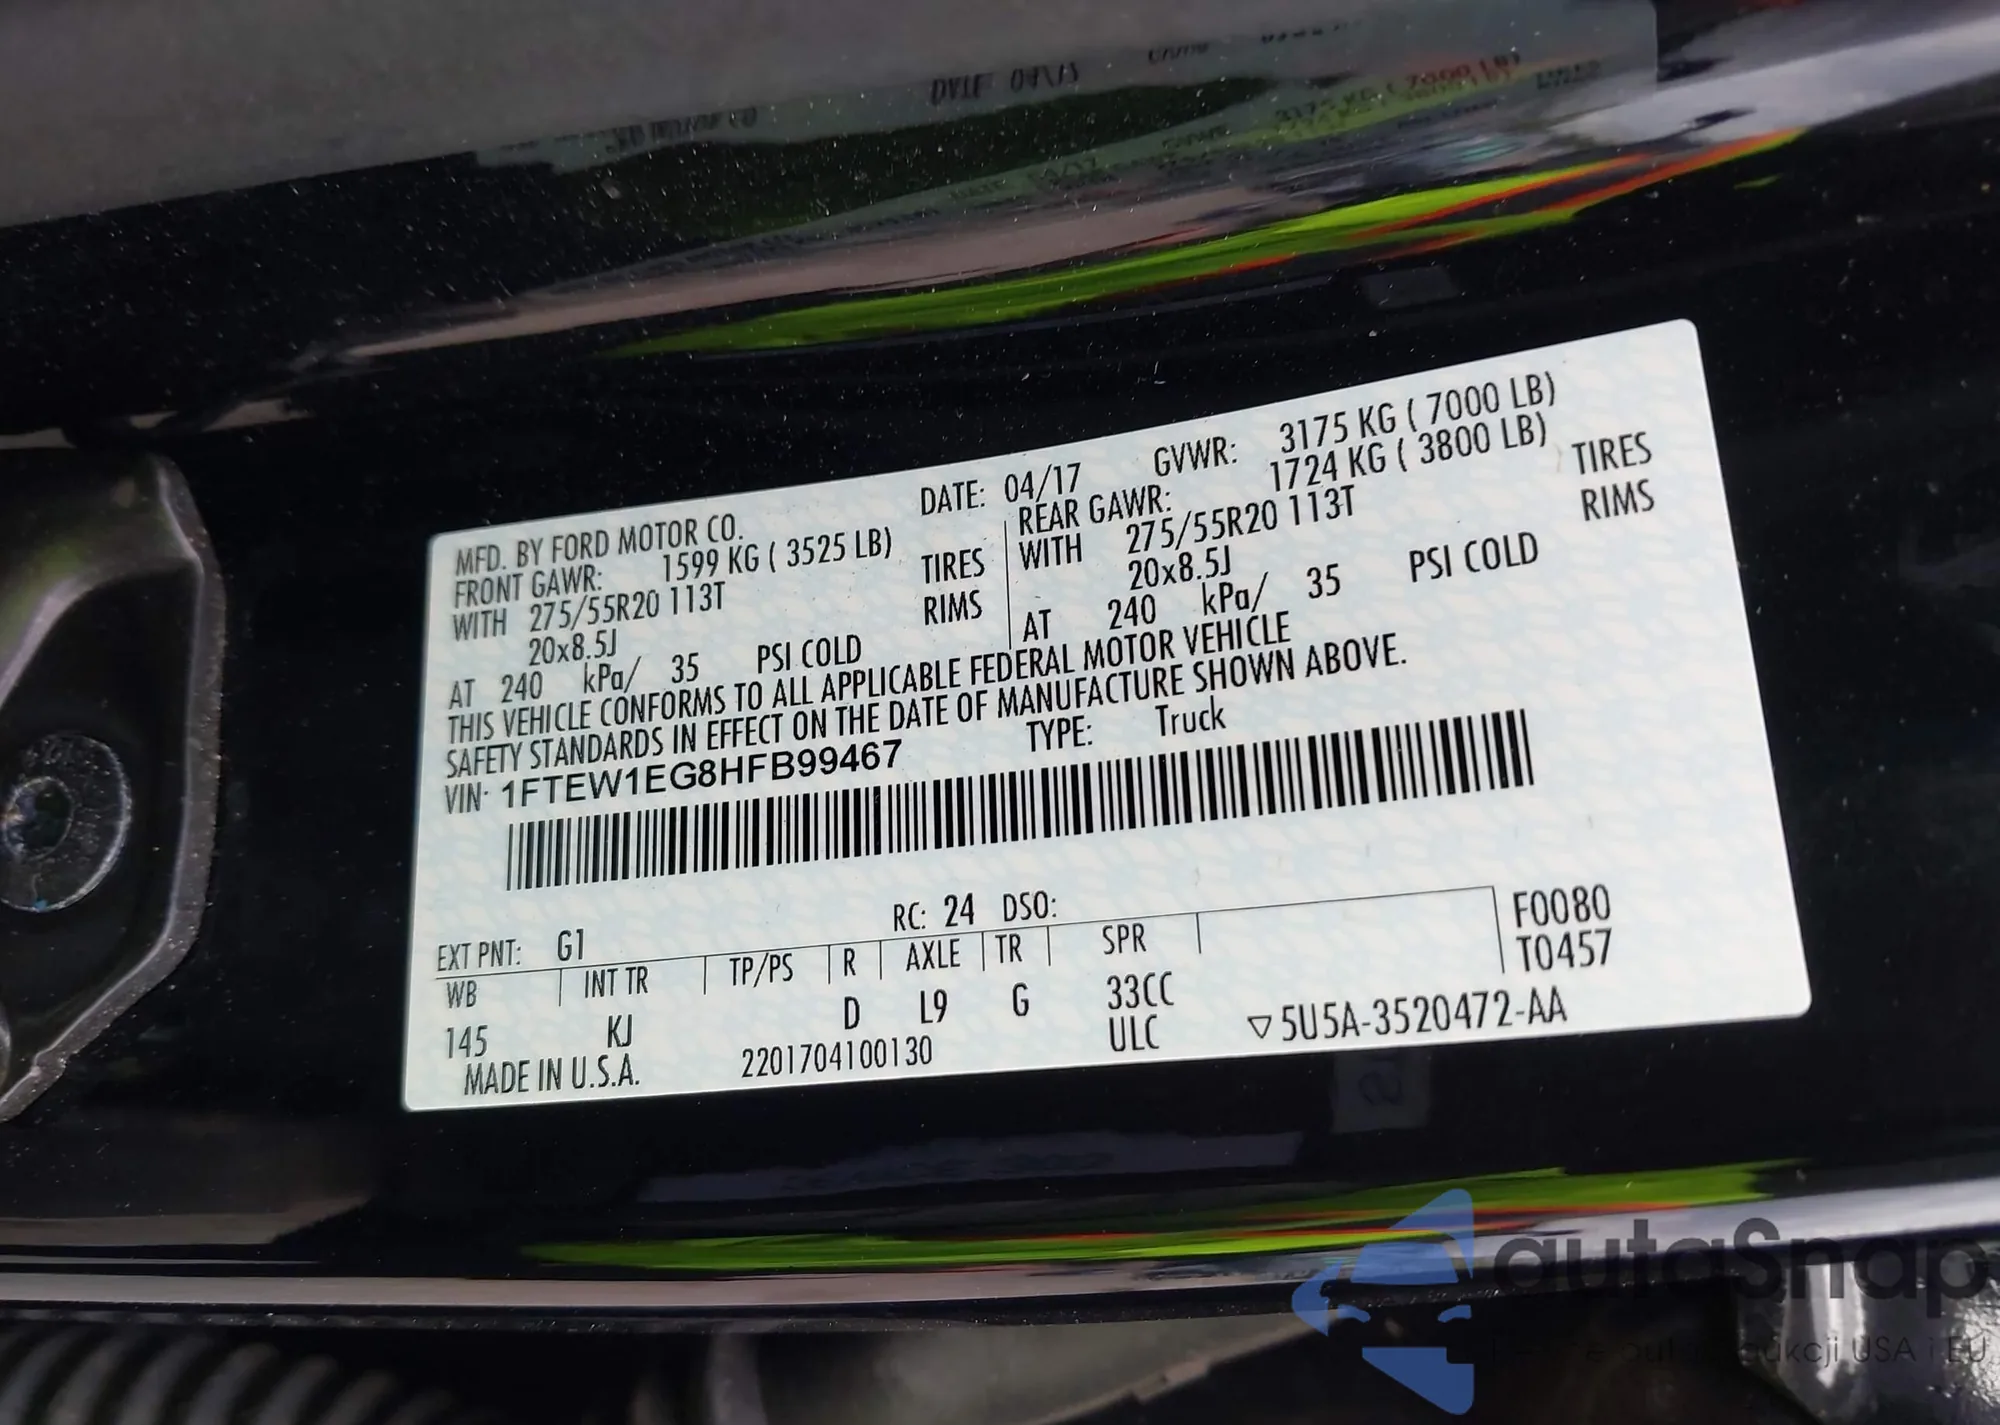 MFD. BY FORD MOTOR CO. DATE: 04/17 GVWR: 3175 KG ( 7000 LB)
FRONT GAWR: 1599 KG ( 3525 LB) REAR GAWR: 1724 KG ( 3800 LB)
WITH 275/55R20 113T TIRES WITH 275/55R20 113T TIRES
20x8.5J RIMS 20x8.5J RIMS
AT 240 kPa/ 35 PSI COLD AT 240 kPa/ 35 PSI COLD
THIS VEHICLE CONFORMS TO ALL APPLICABLE FEDERAL MOTOR VEHICLE
SAFETY STANDARDS IN EFFECT ON THE DATE OF MANUFACTURE SHOWN ABOVE.
VIN: 1FTEW1EG8HFB99467 TYPE: Truck
EXT PNT: G1 RC: 24 DSO: F0080
WB INT TR TP/PS R AXLE TR SPR T0457
145 KJ D L9 G 33CC
MADE IN U.S.A. 2201704100130 ULC ▽5U5A-3520472-AA
autaSnap
USA i EU